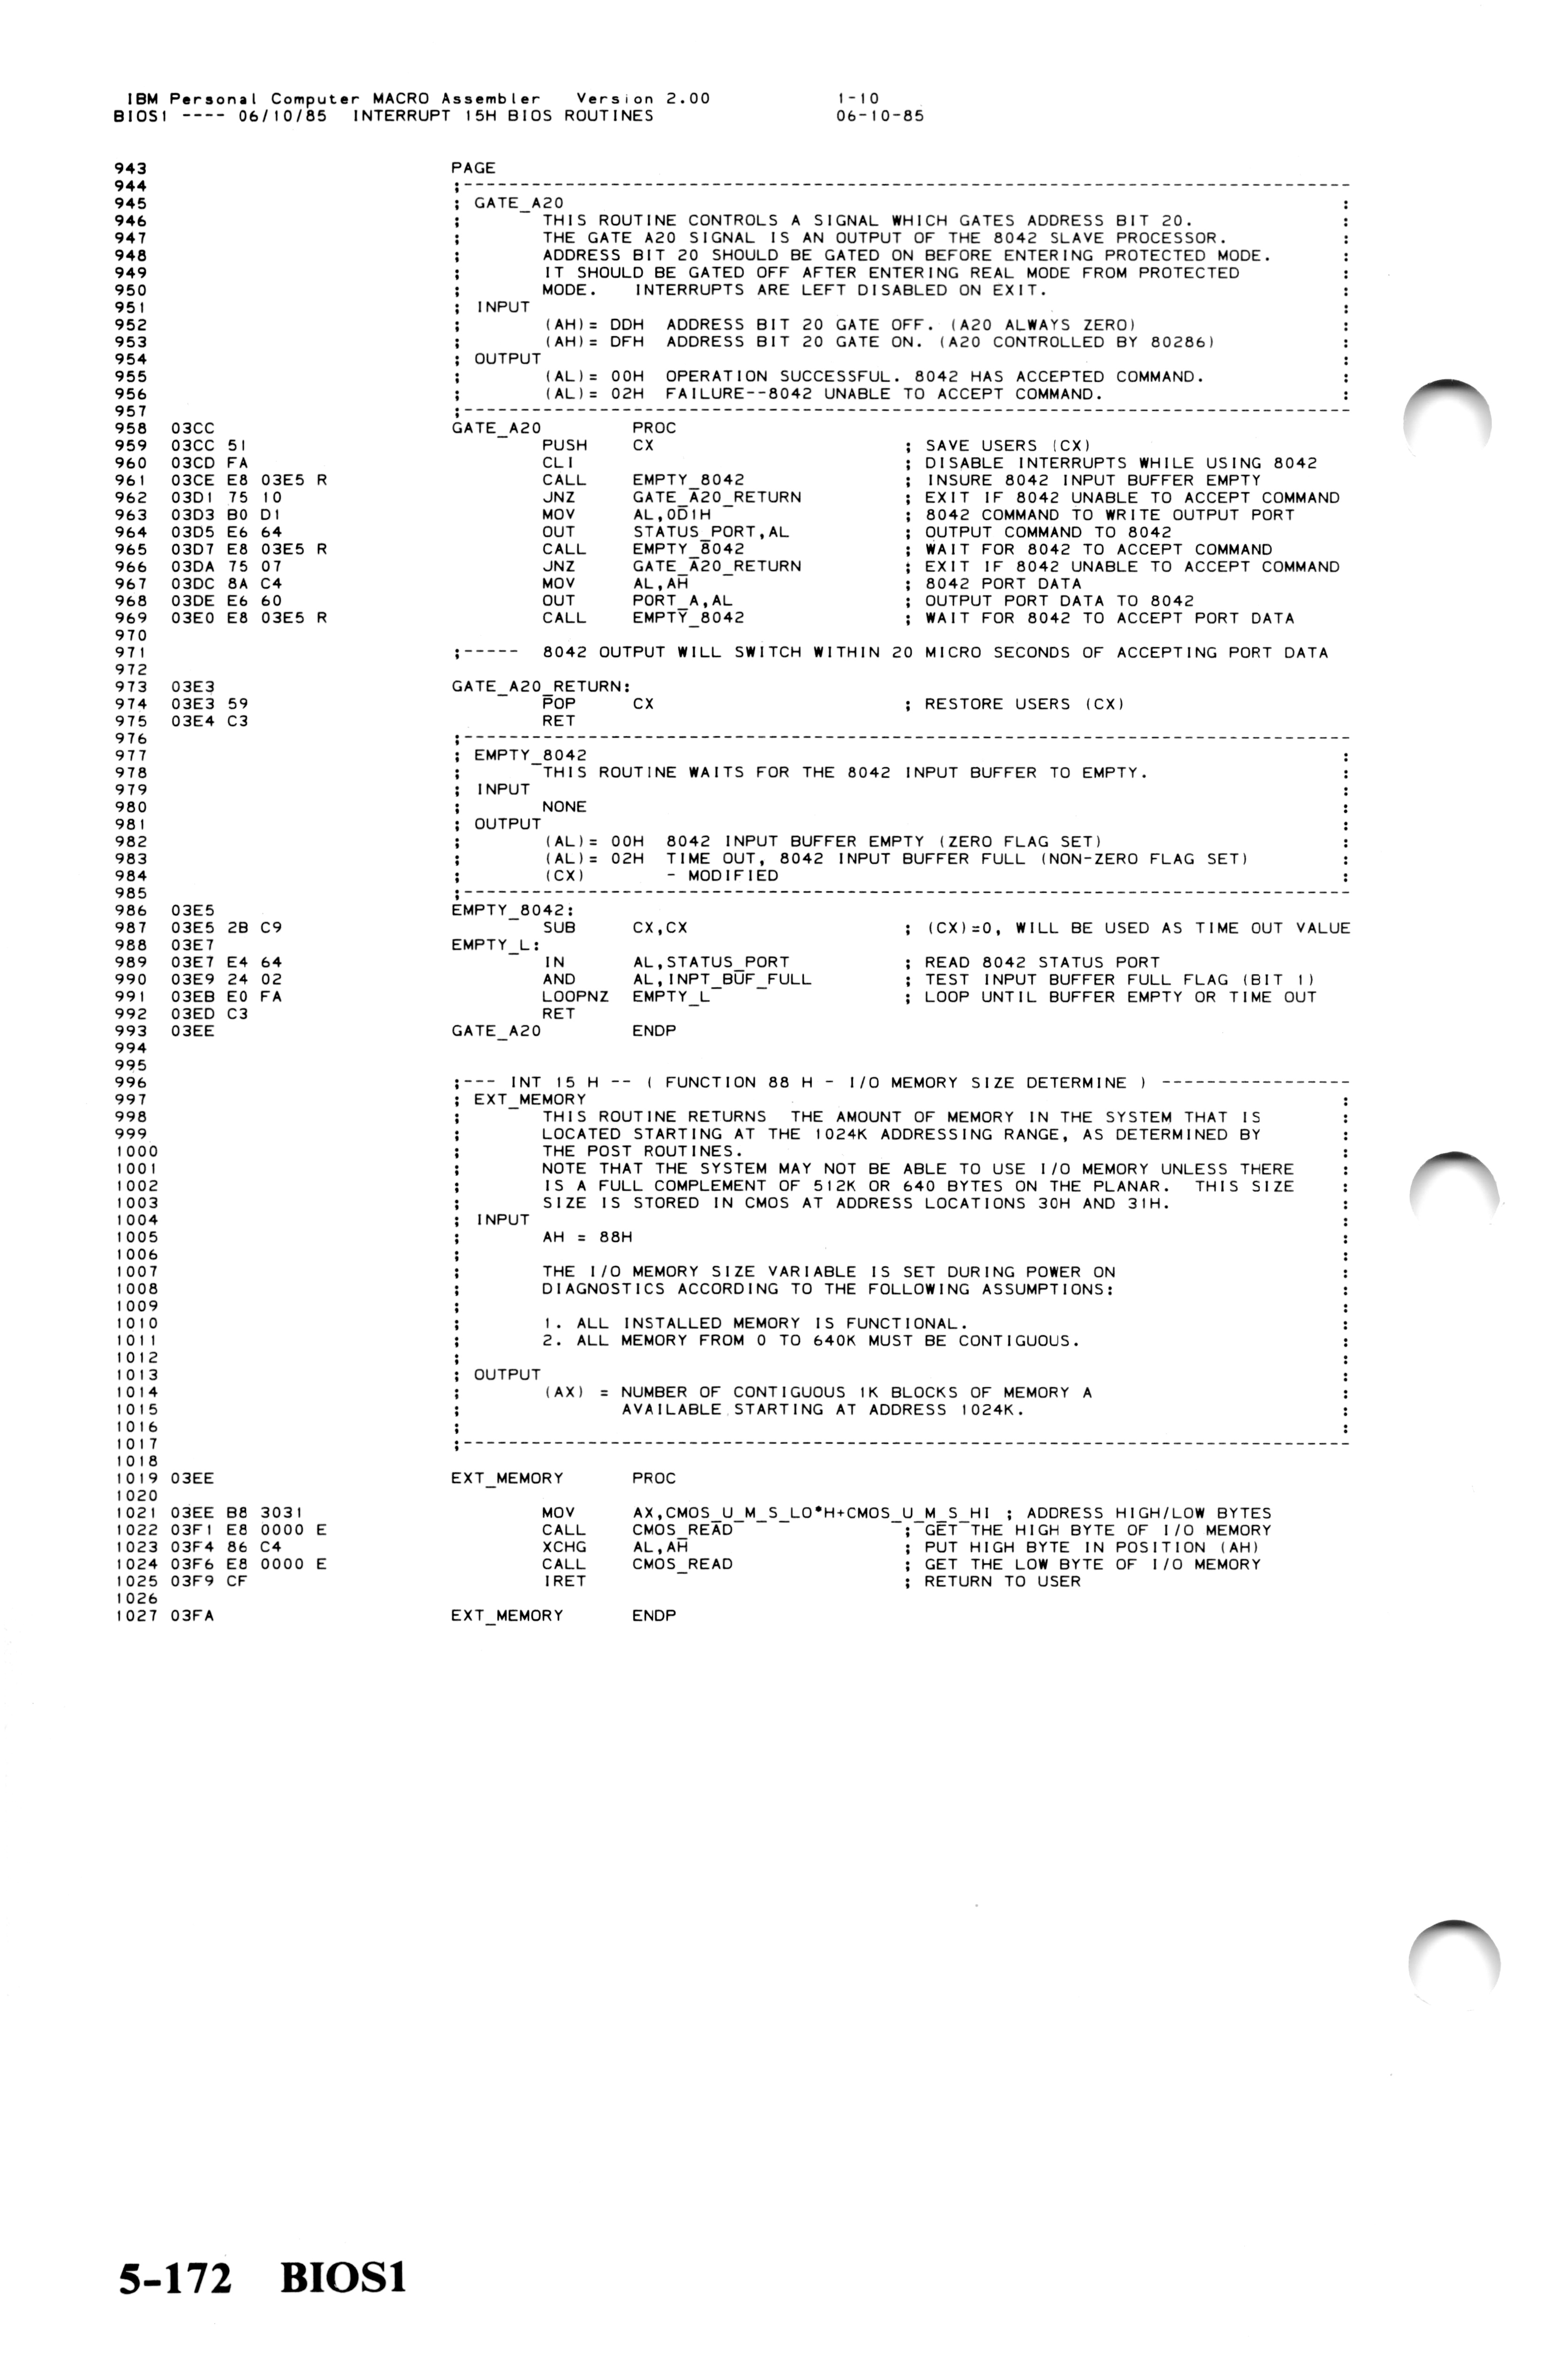 IBM Personal Computer MACRO Assembler   Version 2.00             1-10
BIOS1 ---- 06/10/85  INTERRUPT 15H BIOS ROUTINES                 06-10-85
943                          PAGE
944                          ;-------------------------------------------------------------------------------
945                          ; GATE_A20                                                                      :
946                          ;       THIS ROUTINE CONTROLS A SIGNAL WHICH GATES ADDRESS BIT 20.              :
947                          ;       THE GATE A20 SIGNAL IS AN OUTPUT OF THE 8042 SLAVE PROCESSOR.           :
948                          ;       ADDRESS BIT 20 SHOULD BE GATED ON BEFORE ENTERING PROTECTED MODE.       :
949                          ;       IT SHOULD BE GATED OFF AFTER ENTERING REAL MODE FROM PROTECTED          :
950                          ;       MODE.   INTERRUPTS ARE LEFT DISABLED ON EXIT.                           :
951                          ; INPUT                                                                         :
952                          ;       (AH)= DDH  ADDRESS BIT 20 GATE OFF. (A20 ALWAYS ZERO)                   :
953                          ;       (AH)= DFH  ADDRESS BIT 20 GATE ON. (A20 CONTROLLED BY 80286)            :
954                          ; OUTPUT                                                                        :
955                          ;       (AL)= 00H  OPERATION SUCCESSFUL. 8042 HAS ACCEPTED COMMAND.             :
956                          ;       (AL)= 02H  FAILURE--8042 UNABLE TO ACCEPT COMMAND.                      :
957                          ;-------------------------------------------------------------------------------
958  03CC                    GATE_A20        PROC
959  03CC 51                         PUSH    CX                      ; SAVE USERS (CX)
960  03CD FA                         CLI                             ; DISABLE INTERRUPTS WHILE USING 8042
961  03CE E8 03E5 R                  CALL    EMPTY_8042              ; INSURE 8042 INPUT BUFFER EMPTY
962  03D1 75 10                      JNZ     GATE_A20_RETURN         ; EXIT IF 8042 UNABLE TO ACCEPT COMMAND
963  03D3 B0 D1                      MOV     AL,0D1H                 ; 8042 COMMAND TO WRITE OUTPUT PORT
964  03D5 E6 64                      OUT     STATUS_PORT,AL          ; OUTPUT COMMAND TO 8042
965  03D7 E8 03E5 R                  CALL    EMPTY_8042              ; WAIT FOR 8042 TO ACCEPT COMMAND
966  03DA 75 07                      JNZ     GATE_A20_RETURN         ; EXIT IF 8042 UNABLE TO ACCEPT COMMAND
967  03DC 8A C4                      MOV     AL,AH                   ; 8042 PORT DATA
968  03DE E6 60                      OUT     PORT_A,AL               ; OUTPUT PORT DATA TO 8042
969  03E0 E8 03E5 R                  CALL    EMPTY_8042              ; WAIT FOR 8042 TO ACCEPT PORT DATA
970
971                          ;-----  8042 OUTPUT WILL SWITCH WITHIN 20 MICRO SECONDS OF ACCEPTING PORT DATA
972
973  03E3                    GATE_A20_RETURN:
974  03E3 59                         POP     CX                      ; RESTORE USERS (CX)
975  03E4 C3                         RET
976                          ;-------------------------------------------------------------------------------
977                          ; EMPTY_8042                                                                    :
978                          ;       THIS ROUTINE WAITS FOR THE 8042 INPUT BUFFER TO EMPTY.                  :
979                          ; INPUT                                                                         :
980                          ;       NONE                                                                    :
981                          ; OUTPUT                                                                        :
982                          ;       (AL)= 00H  8042 INPUT BUFFER EMPTY (ZERO FLAG SET)                      :
983                          ;       (AL)= 02H  TIME OUT, 8042 INPUT BUFFER FULL (NON-ZERO FLAG SET)         :
984                          ;       (CX)       - MODIFIED                                                   :
985                          ;-------------------------------------------------------------------------------
986  03E5                    EMPTY_8042:
987  03E5 2B C9                      SUB     CX,CX                   ; (CX)=0, WILL BE USED AS TIME OUT VALUE
988  03E7                    EMPTY_L:
989  03E7 E4 64                      IN      AL,STATUS_PORT          ; READ 8042 STATUS PORT
990  03E9 24 02                      AND     AL,INPT_BUF_FULL        ; TEST INPUT BUFFER FULL FLAG (BIT 1)
991  03EB E0 FA                      LOOPNZ  EMPTY_L                 ; LOOP UNTIL BUFFER EMPTY OR TIME OUT
992  03ED C3                         RET
993  03EE                    GATE_A20        ENDP
994
995
996                          ;--- INT 15 H -- ( FUNCTION 88 H - I/O MEMORY SIZE DETERMINE ) -----------------
997                          ; EXT_MEMORY                                                                    :
998                          ;       THIS ROUTINE RETURNS  THE AMOUNT OF MEMORY IN THE SYSTEM THAT IS        :
999                          ;       LOCATED STARTING AT THE 1024K ADDRESSING RANGE, AS DETERMINED BY        :
1000                         ;       THE POST ROUTINES.                                                      :
1001                         ;       NOTE THAT THE SYSTEM MAY NOT BE ABLE TO USE I/O MEMORY UNLESS THERE     :
1002                         ;       IS A FULL COMPLEMENT OF 512K OR 640 BYTES ON THE PLANAR.  THIS SIZE     :
1003                         ;       SIZE IS STORED IN CMOS AT ADDRESS LOCATIONS 30H AND 31H.                :
1004                         ; INPUT                                                                         :
1005                         ;       AH = 88H                                                                :
1006                         ;                                                                               :
1007                         ;       THE I/O MEMORY SIZE VARIABLE IS SET DURING POWER ON                     :
1008                         ;       DIAGNOSTICS ACCORDING TO THE FOLLOWING ASSUMPTIONS:                     :
1009                         ;                                                                               :
1010                         ;       1. ALL INSTALLED MEMORY IS FUNCTIONAL.                                  :
1011                         ;       2. ALL MEMORY FROM 0 TO 640K MUST BE CONTIGUOUS.                        :
1012                         ;                                                                               :
1013                         ; OUTPUT                                                                        :
1014                         ;       (AX) = NUMBER OF CONTIGUOUS 1K BLOCKS OF MEMORY A                       :
1015                         ;              AVAILABLE STARTING AT ADDRESS 1024K.                             :
1016                         ;                                                                               :
1017                         ;-------------------------------------------------------------------------------
1018
1019 03EE                    EXT_MEMORY      PROC
1020
1021 03EE B8 3031                    MOV     AX,CMOS_U_M_S_LO*H+CMOS_U_M_S_HI ; ADDRESS HIGH/LOW BYTES
1022 03F1 E8 0000 E                  CALL    CMOS_READ               ; GET THE HIGH BYTE OF I/O MEMORY
1023 03F4 86 C4                      XCHG    AL,AH                   ; PUT HIGH BYTE IN POSITION (AH)
1024 03F6 E8 0000 E                  CALL    CMOS_READ               ; GET THE LOW BYTE OF I/O MEMORY
1025 03F9 CF                         IRET                            ; RETURN TO USER
1026
1027 03FA                    EXT_MEMORY      ENDP
5-172   BIOS1